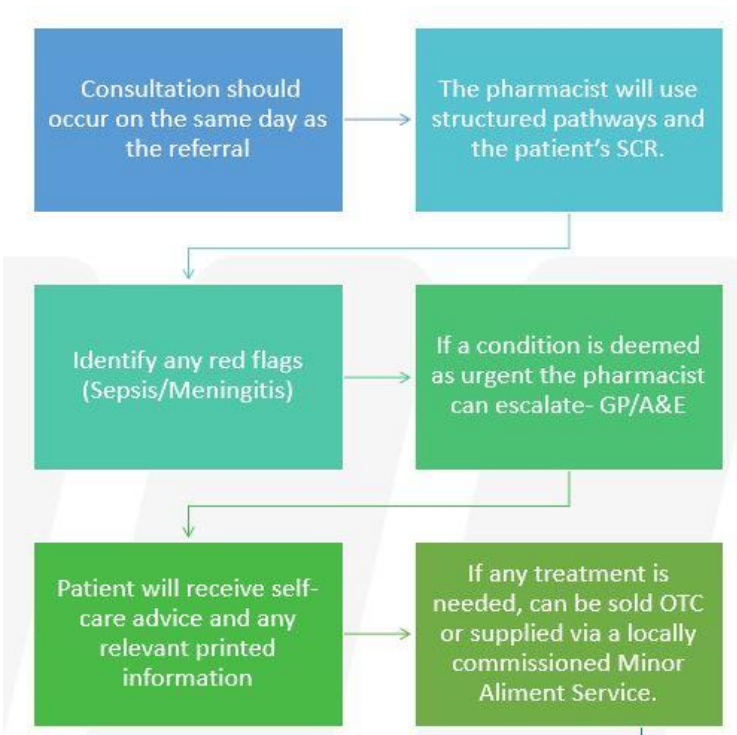 Consultation should
occur on the same day as
the referral
The pharmacist will use
structured pathways and
the patient's SCR.
Identify any red flags
(Sepsis/Meningitis)
If a condition is deemed
as urgent the pharmacist
can escalate- GP/A&E
Patient will receive self-
care advice and any
relevant printed
information
If any treatment is
needed, can be sold OTC
or supplied via a locally
commissioned Minor
Aliment Service.